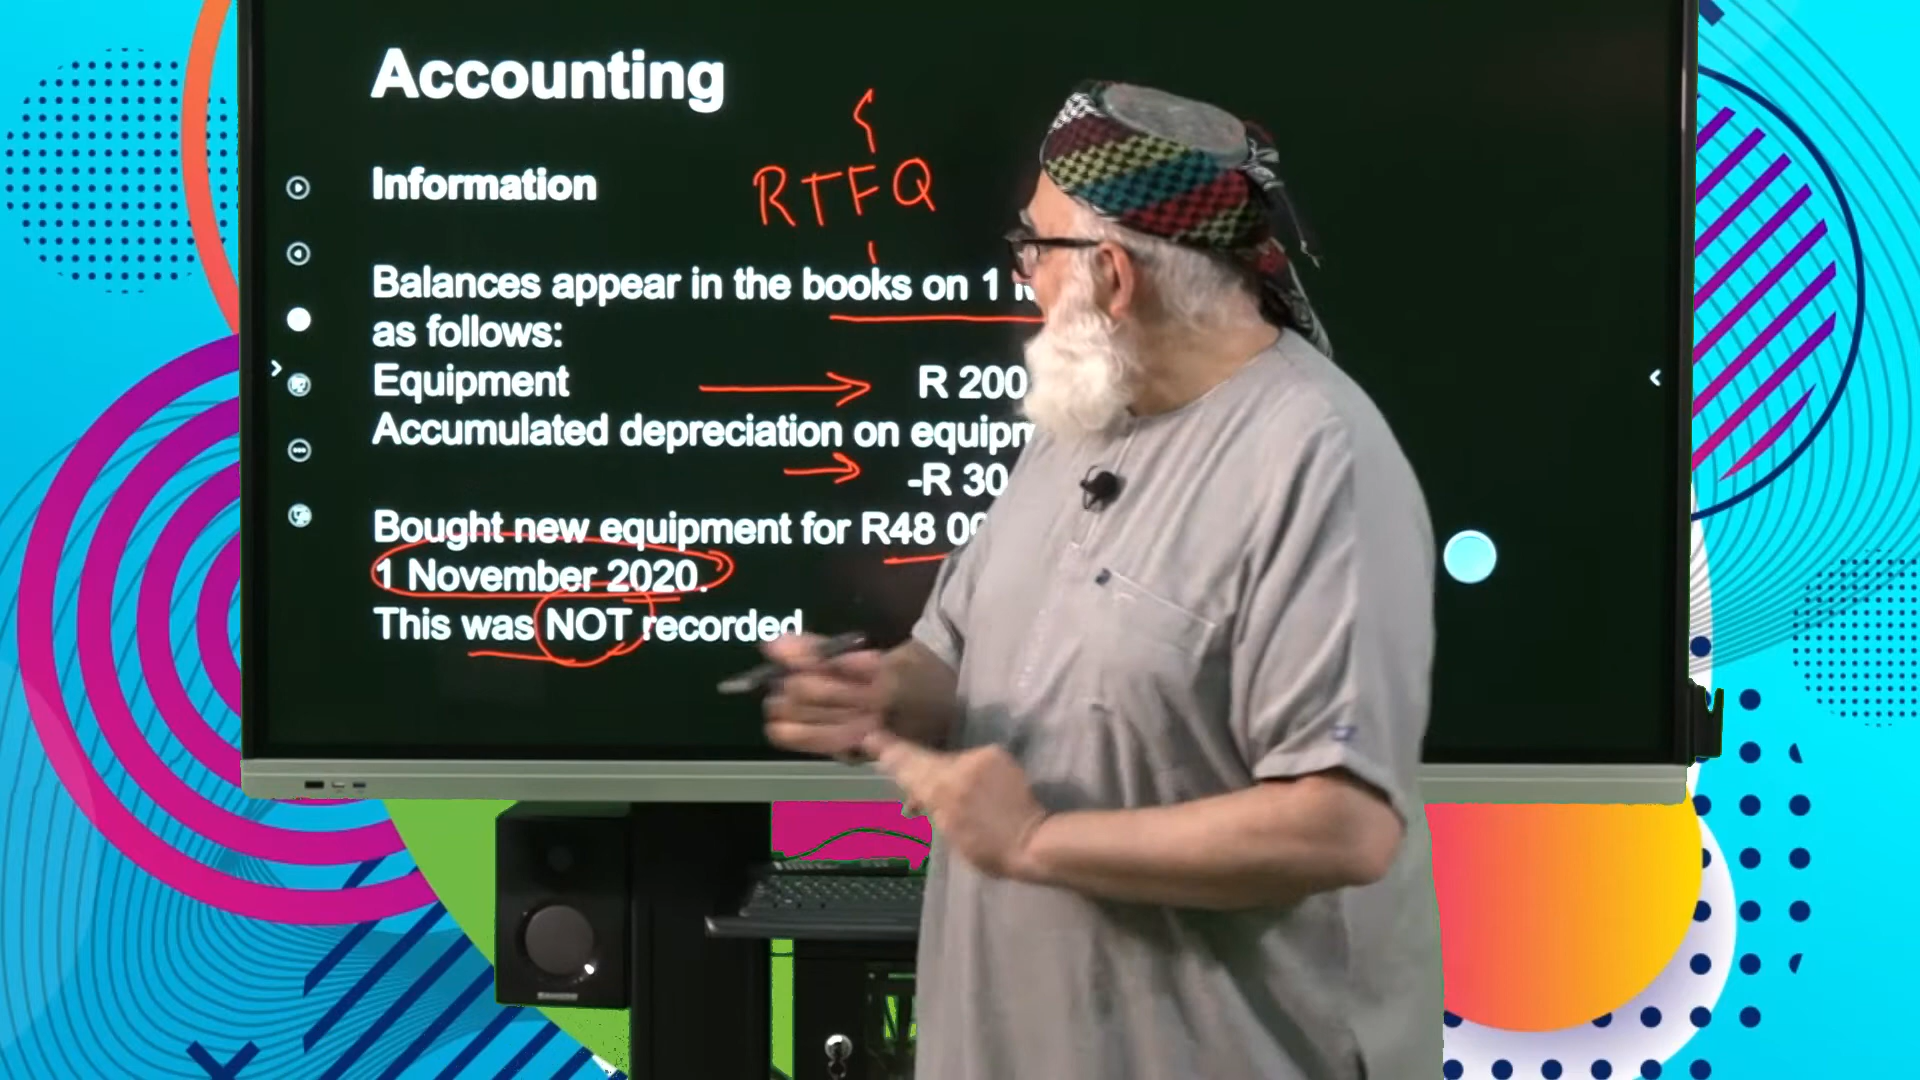 Accounting
Information
RTFQ
Balances appear in the books on 1
as follows:
Equipment R 200
Accumulated depreciation on
-R 30
Bought new equipment for R48
1 November 2020.
This was NOT recorded